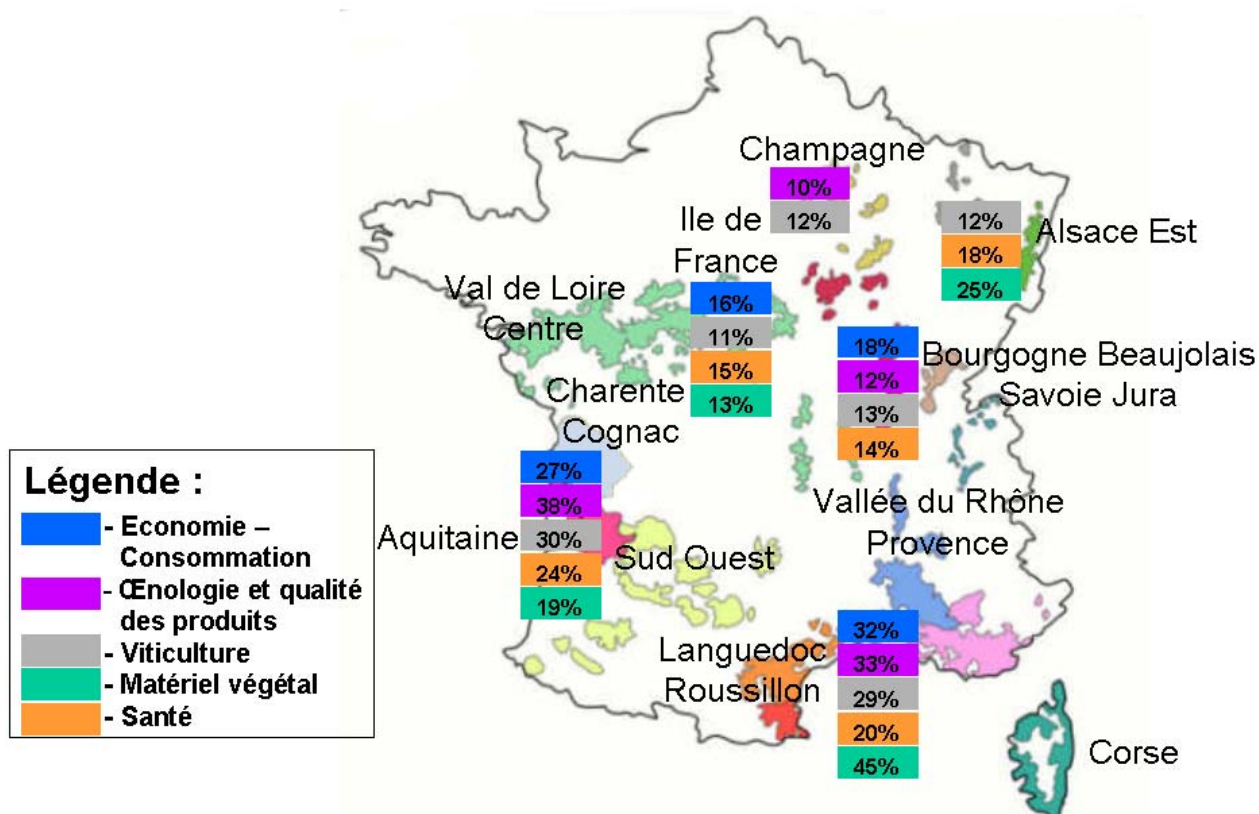 Champagne
10%
12%
Ile de
France
12%
18%
25%
Alsace Est
Val de Loire
Centre
16%
11%
15%
13%
18%
12%
13%
14%
Bourgogne Beaujolais
Savoie Jura
Charente
Cognac
27%
38%
30%
24%
19%
Aquitaine
Sud Ouest
Vallée du Rhône
Provence
Languedoc
Roussillon
32%
33%
29%
20%
45%
Corse
Légende :
- Economie –
Consommation
- Œnologie et qualité
des produits
- Viticulture
- Matériel végétal
- Santé